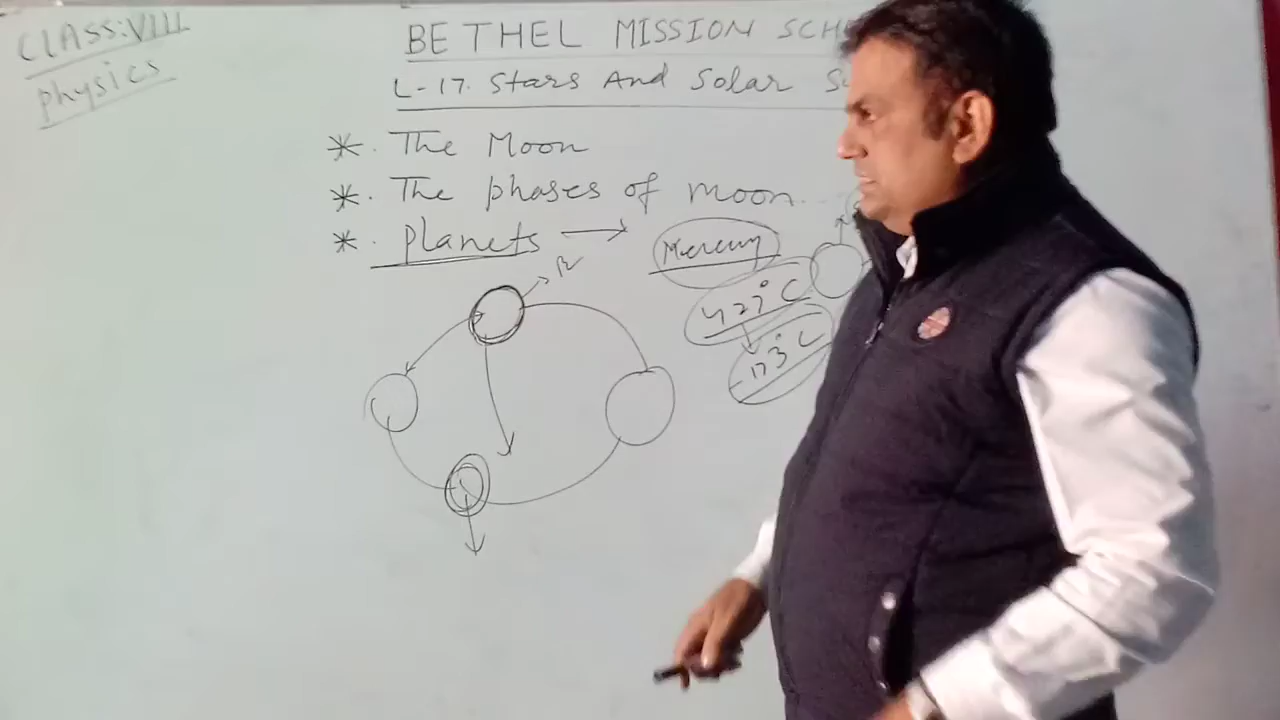 CLASS:VIII
Physics
BETHEL MISSION SCH
L-17. Stars And Solar S
* . The Moon
* . The phases of moon..
* . Planets → Mercury
427°C
-173°C